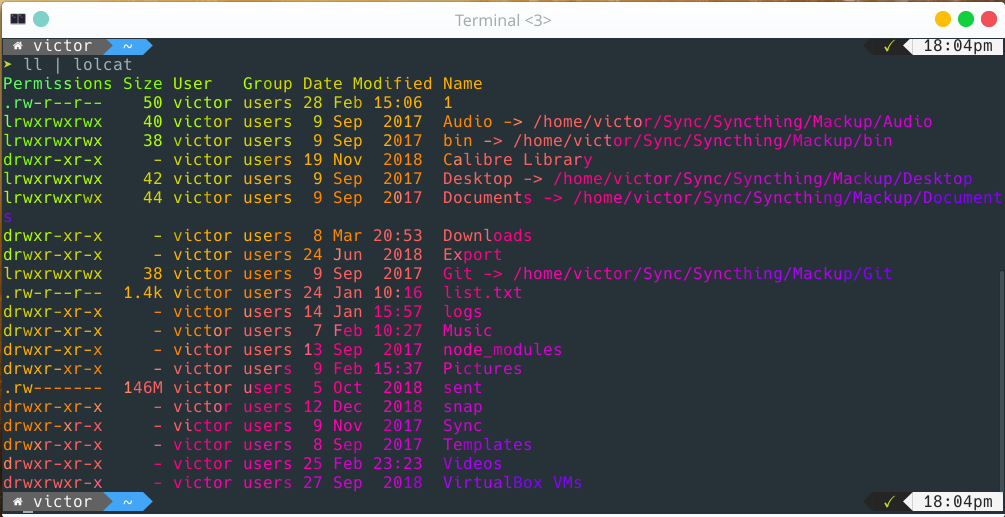 Terminal <3>
victor ~ ✓ 18:04pm
➤ ll | lolcat
Permissions Size User   Group Date Modified Name
.rw-r--r--    50 victor users 28 Feb 15:06  1
lrwxrwxrwx    40 victor users  9 Sep  2017  Audio -> /home/victor/Sync/Syncthing/Mackup/Audio
lrwxrwxrwx    38 victor users  9 Sep  2017  bin -> /home/victor/Sync/Syncthing/Mackup/bin
drwxr-xr-x     - victor users 19 Nov  2018  Calibre Library
lrwxrwxrwx    42 victor users  9 Sep  2017  Desktop -> /home/victor/Sync/Syncthing/Mackup/Desktop
lrwxrwxrwx    44 victor users  9 Sep  2017  Documents -> /home/victor/Sync/Syncthing/Mackup/Document
s
drwxr-xr-x     - victor users  8 Mar 20:53  Downloads
drwxr-xr-x     - victor users 24 Jun  2018  Export
lrwxrwxrwx    38 victor users  9 Sep  2017  Git -> /home/victor/Sync/Syncthing/Mackup/Git
.rw-r--r--  1.4k victor users 24 Jan 10:16  list.txt
drwxr-xr-x     - victor users 14 Jan 15:57  logs
drwxr-xr-x     - victor users  7 Feb 10:27  Music
drwxr-xr-x     - victor users 13 Sep  2017  node_modules
drwxr-xr-x     - victor users  9 Feb 15:37  Pictures
.rw-------  146M victor users  5 Oct  2018  sent
drwxr-xr-x     - victor users 12 Dec  2018  snap
drwxr-xr-x     - victor users  9 Nov  2017  Sync
drwxr-xr-x     - victor users  8 Sep  2017  Templates
drwxr-xr-x     - victor users 25 Feb 23:23  Videos
drwxrwxr-x     - victor users 27 Sep  2018  VirtualBox VMs
victor ~ ✓ 18:04pm